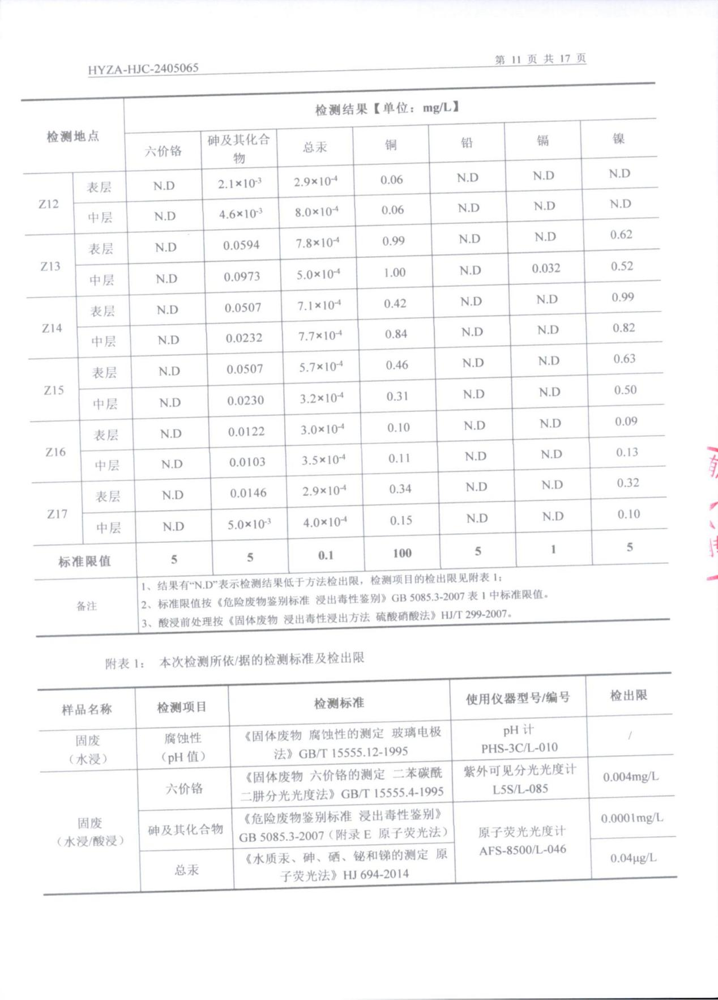 HYZA-HJC-2405065 第 11 页 共 17 页
检测地点 检测结果【单位：mg/L】
六价铬 砷及其化合物 总汞 铜 铅 镉 镍
Z12 表层 N.D 2.1×10⁻³ 2.9×10⁻⁴ 0.06 N.D N.D N.D
中层 N.D 4.6×10⁻³ 8.0×10⁻⁴ 0.06 N.D N.D N.D
Z13 表层 N.D 0.0594 7.8×10⁻⁴ 0.99 N.D N.D 0.62
中层 N.D 0.0973 5.0×10⁻⁴ 1.00 N.D 0.032 0.52
Z14 表层 N.D 0.0507 7.1×10⁻⁴ 0.42 N.D N.D 0.99
中层 N.D 0.0232 7.7×10⁻⁴ 0.84 N.D N.D 0.82
Z15 表层 N.D 0.0507 5.7×10⁻⁴ 0.46 N.D N.D 0.63
中层 N.D 0.0230 3.2×10⁻⁴ 0.31 N.D N.D 0.50
Z16 表层 N.D 0.0122 3.0×10⁻⁴ 0.10 N.D N.D 0.09
中层 N.D 0.0103 3.5×10⁻⁴ 0.11 N.D N.D 0.13
Z17 表层 N.D 0.0146 2.9×10⁻⁴ 0.34 N.D N.D 0.32
中层 N.D 5.0×10⁻³ 4.0×10⁻⁴ 0.15 N.D N.D 0.10
标准限值 5 5 0.1 100 5 1 5
备注
1、结果有“N.D”表示检测结果低于方法检出限，检测项目的检出限见附表 1；
2、标准限值按《危险废物鉴别标准 浸出毒性鉴别》GB 5085.3-2007 表 1 中标准限值。
3、酸浸前处理按《固体废物 浸出毒性浸出方法 硫酸硝酸法》HJ/T 299-2007。
附表 1： 本次检测所依/据的检测标准及检出限
样品名称 检测项目 检测标准 使用仪器型号/编号 检出限
固废 腐蚀性 《固体废物 腐蚀性的测定 玻璃电极 pH 计 /
（水浸） （pH 值） 法》GB/T 15555.12-1995 PHS-3C/L-010
固废
（水浸/酸浸）
六价铬 《固体废物 六价铬的测定 二苯碳酰 紫外可见分光光度计 0.004mg/L
二肼分光光度法》GB/T 15555.4-1995 L5S/L-085
砷及其化合物 《危险废物鉴别标准 浸出毒性鉴别》 0.0001mg/L
GB 5085.3-2007（附录 E 原子荧光法）
原子荧光光度计
AFS-8500/L-046
总汞 《水质汞、砷、硒、铋和锑的测定 原 0.04μg/L
子荧光法》HJ 694-2014